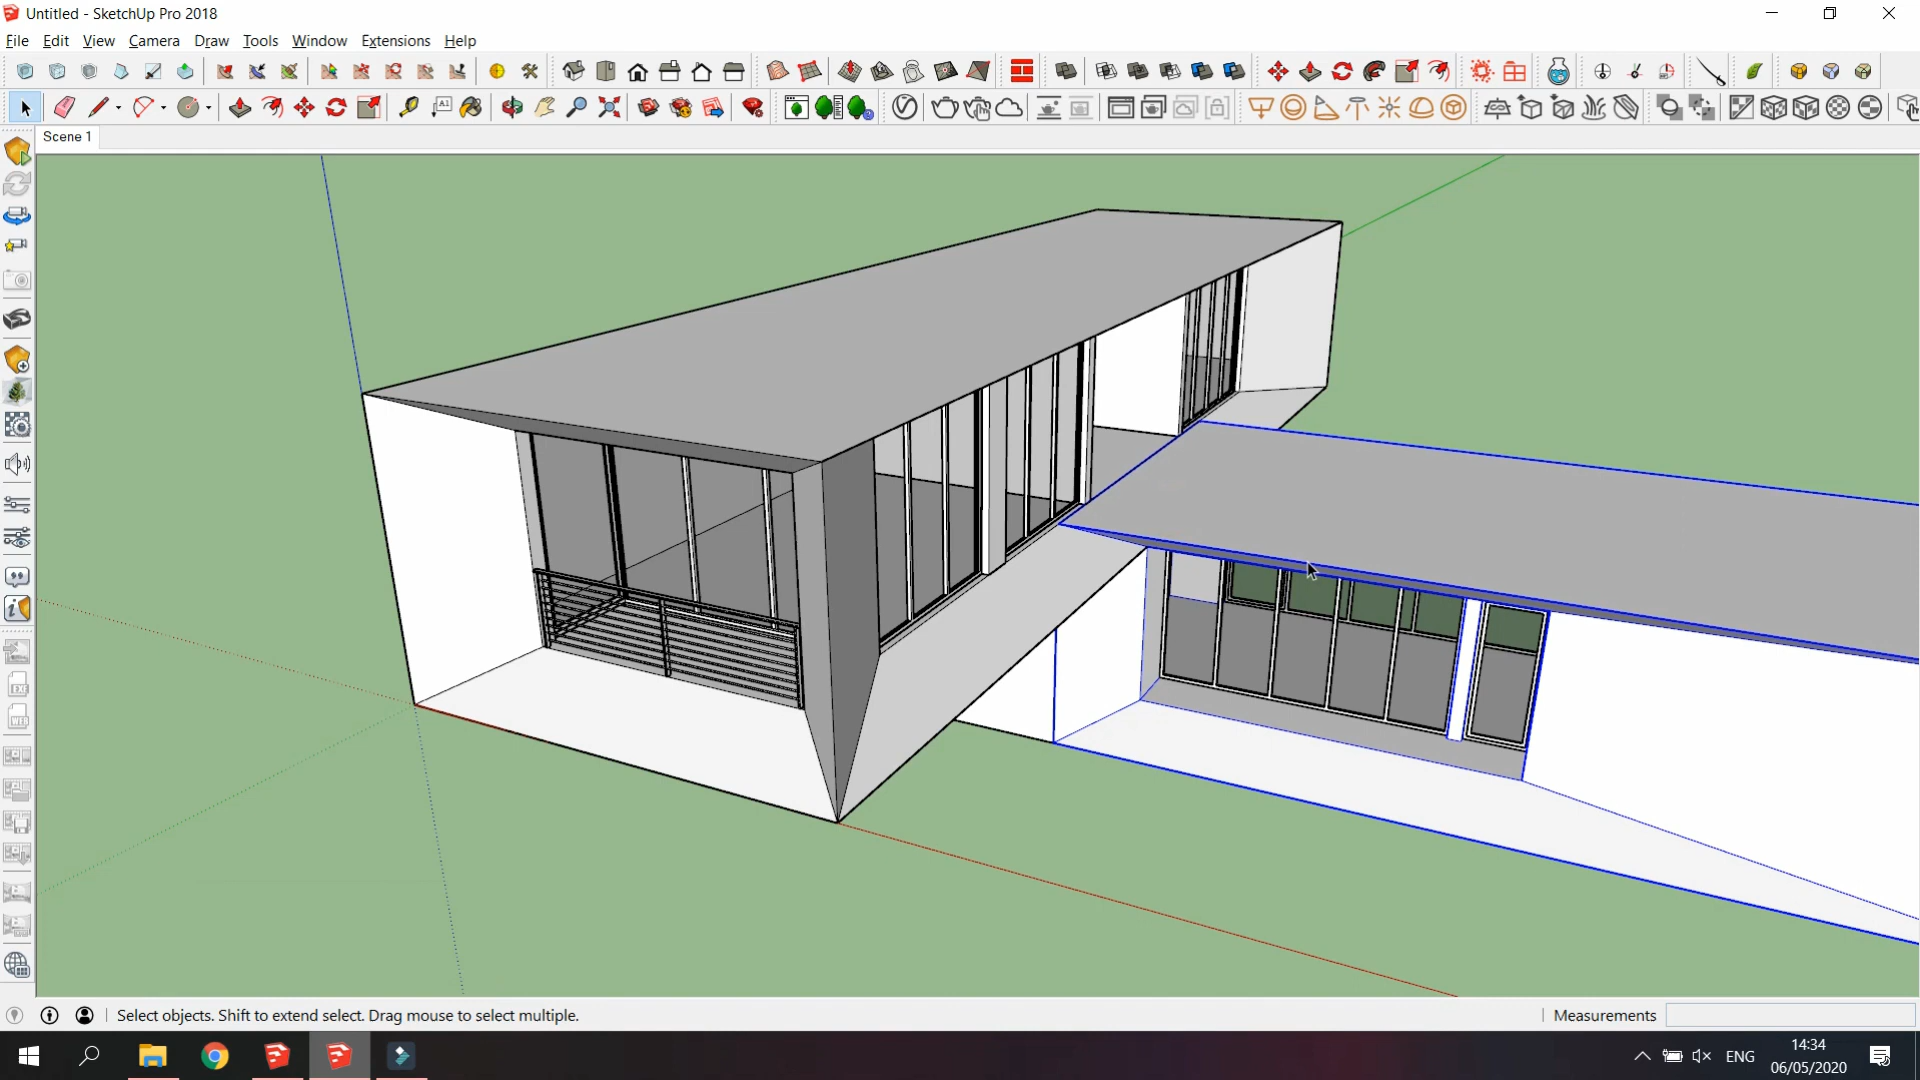 Untitled - SketchUp Pro 2018
File Edit View Camera Draw Tools Window Extensions Help
Scene 1
Select objects. Shift to extend select. Drag mouse to select multiple.
Measurements
ENG
14:34
06/05/2020